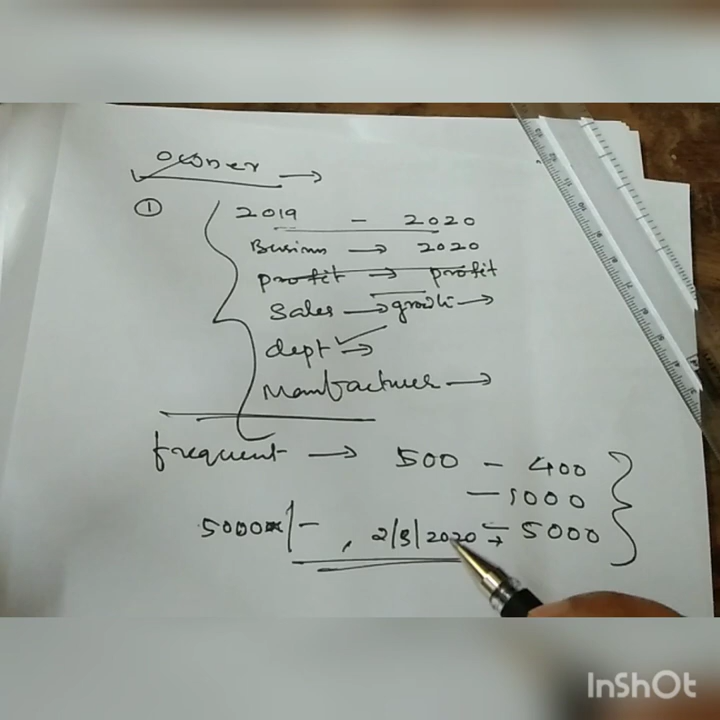 owner →
① 2019 - 2020
Business → 2020
profit → profit
Sales → growth →
dept →
Manufacturer →
frequent → 500 - 400
- 1000
5000/- , 2/3/2020 → 5000
InShOt